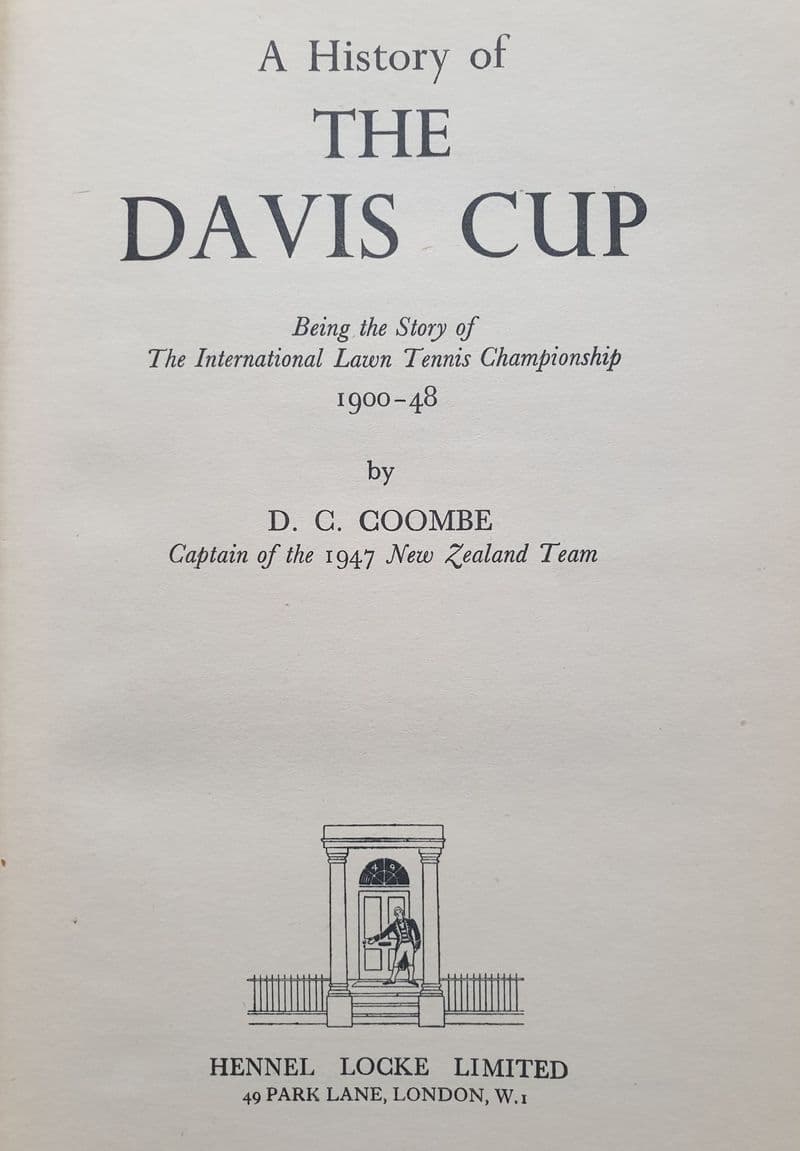 A History of
THE
DAVIS CUP
Being the Story of
The International Lawn Tennis Championship
1900-48
by
D. C. COOMBE
Captain of the 1947 New Zealand Team
49
HENNEL LOCKE LIMITED
49 PARK LANE, LONDON, W.1